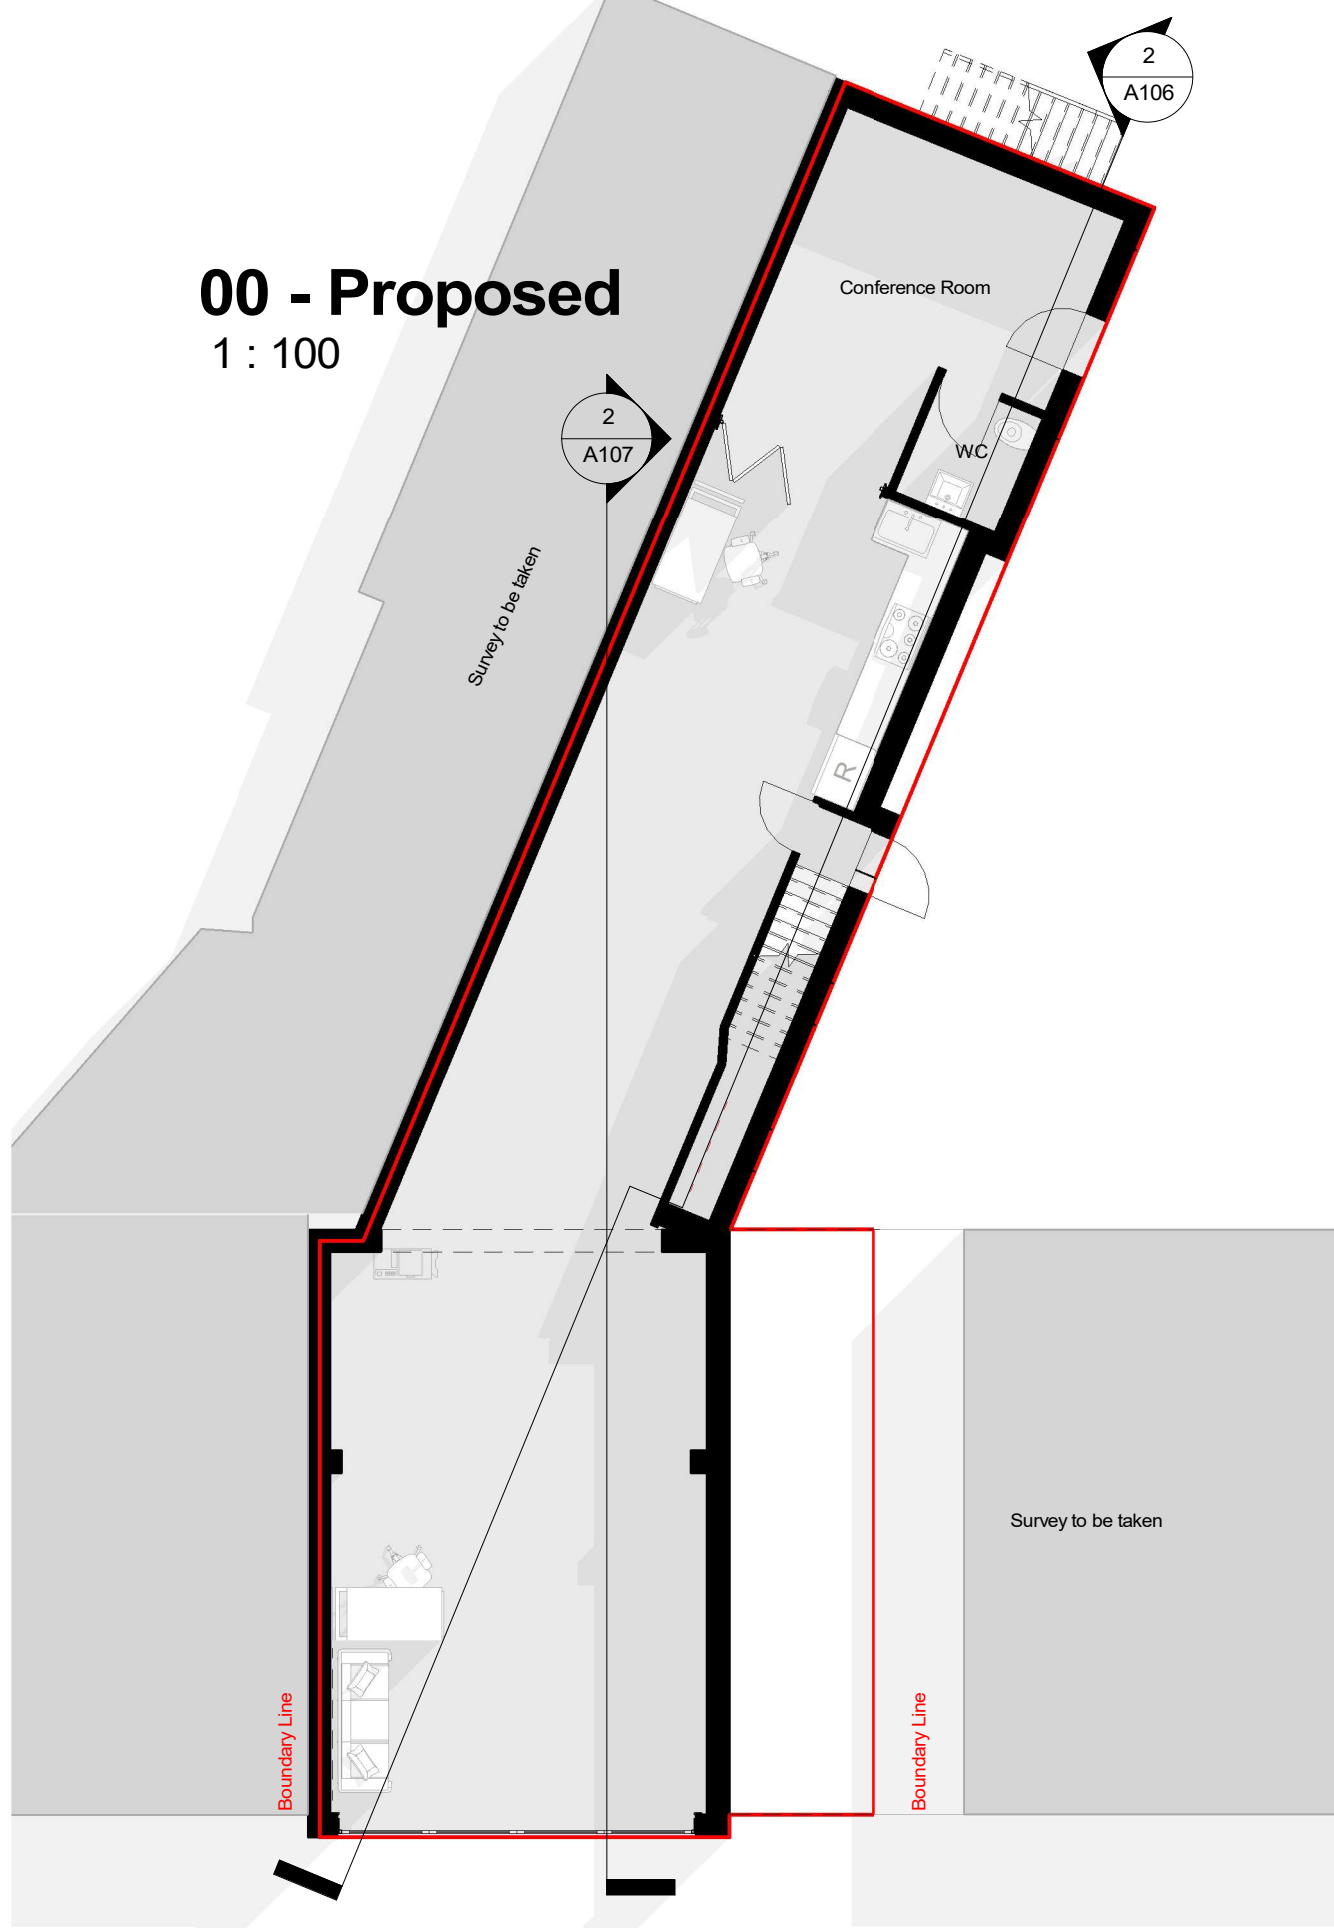 2
A106
00 - Proposed
1 : 100
Conference Room
2
A107
WC
Survey to be taken
R
Survey to be taken
Boundary Line
Boundary Line